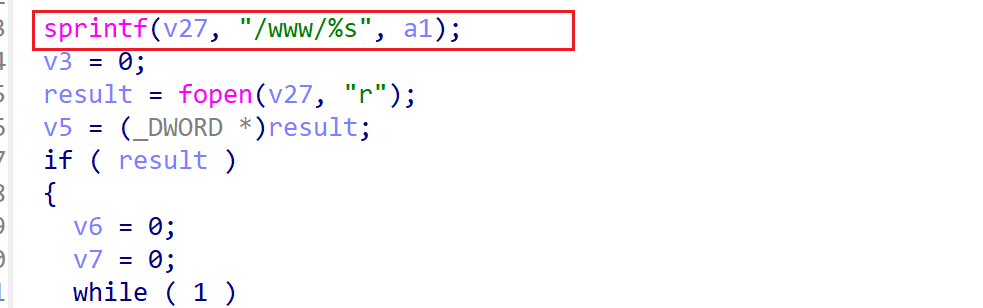 3 sprintf(v27, "/www/%s", a1);
4 v3 = 0;
5 result = fopen(v27, "r");
6 v5 = (_DWORD *)result;
7 if ( result )
8 {
9 v6 = 0;
0 v7 = 0;
1 while ( 1 )